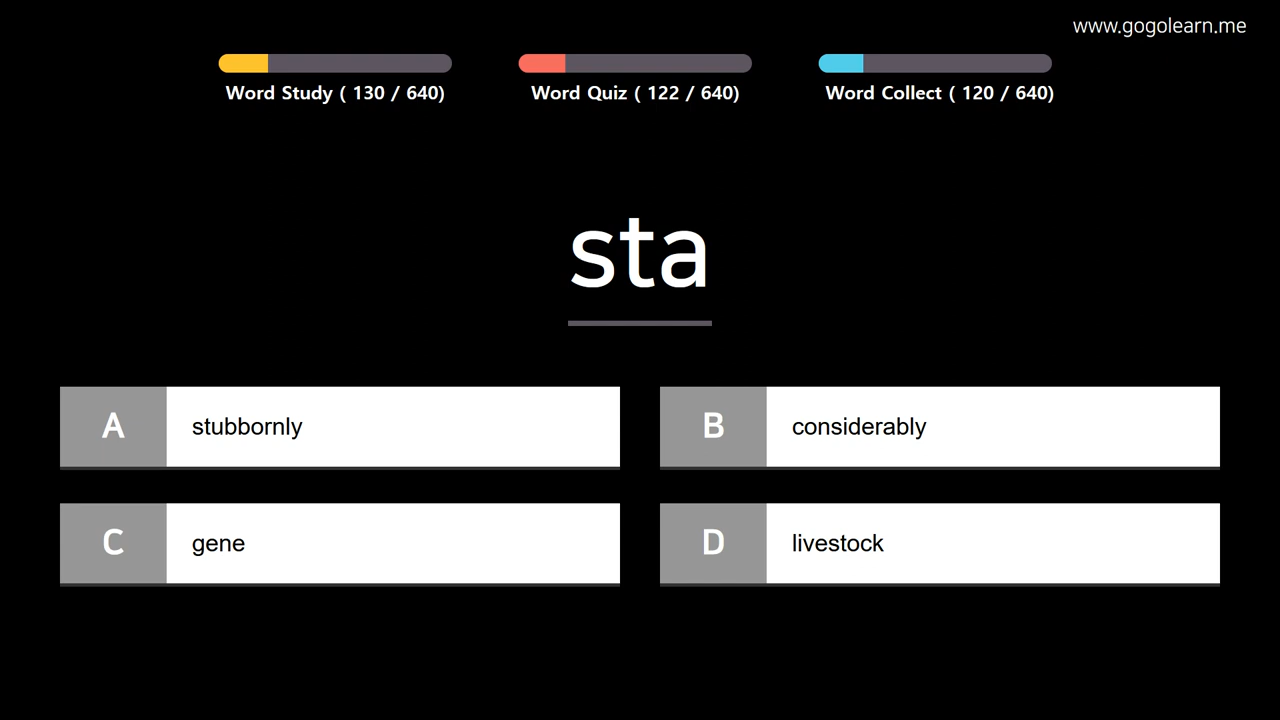 www.gogolearn.me
Word Study ( 130 / 640)
Word Quiz ( 122 / 640)
Word Collect ( 120 / 640)
sta
A stubbornly
B considerably
C gene
D livestock